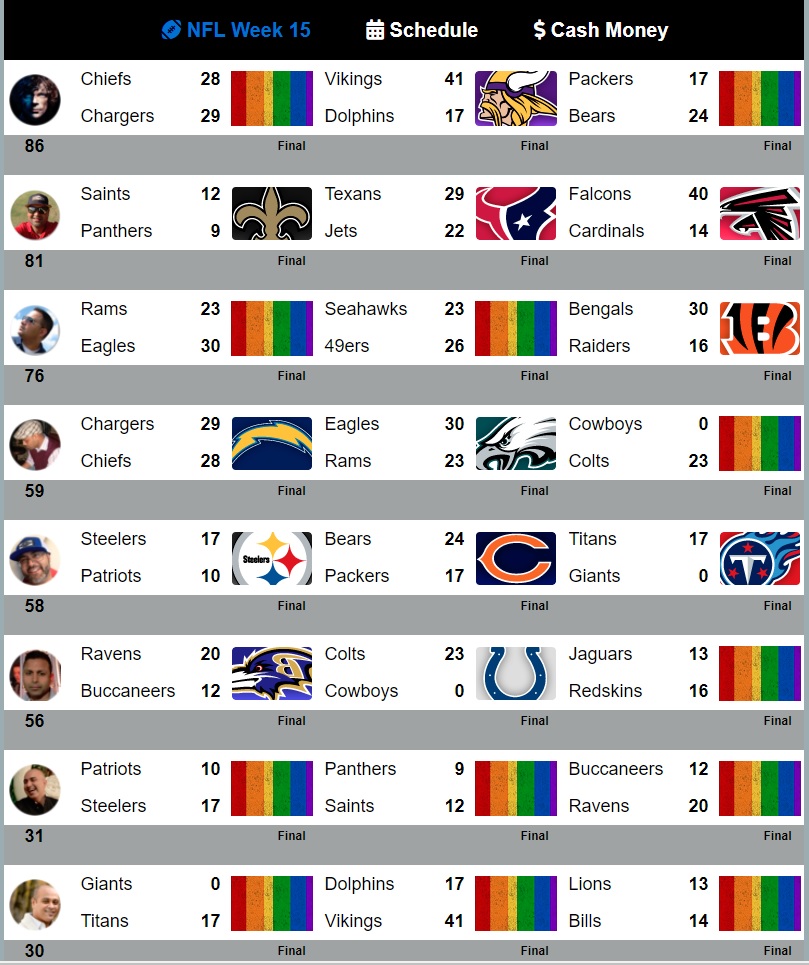 NFL Week 15 Schedule Cash Money
Chiefs 28 Vikings 41 Packers 17
Chargers 29 Dolphins 17 Bears 24
86 Final Final Final
Saints 12 Texans 29 Falcons 40
Panthers 9 Jets 22 Cardinals 14
81 Final Final Final
Rams 23 Seahawks 23 Bengals 30
Eagles 30 49ers 26 Raiders 16
76 Final Final Final
Chargers 29 Eagles 30 Cowboys 0
Chiefs 28 Rams 23 Colts 23
59 Final Final Final
Steelers 17 Bears 24 Titans 17
Steelers
Patriots 10 Packers 17 Giants 0
58 Final Final Final
Ravens 20 Colts 23 Jaguars 13
Buccaneers 12 Cowboys 0 Redskins 16
56 Final Final Final
Patriots 10 Panthers 9 Buccaneers 12
Steelers 17 Saints 12 Ravens 20
31 Final Final Final
Giants 0 Dolphins 17 Lions 13
Titans 17 Vikings 41 Bills 14
30 Final Final Final